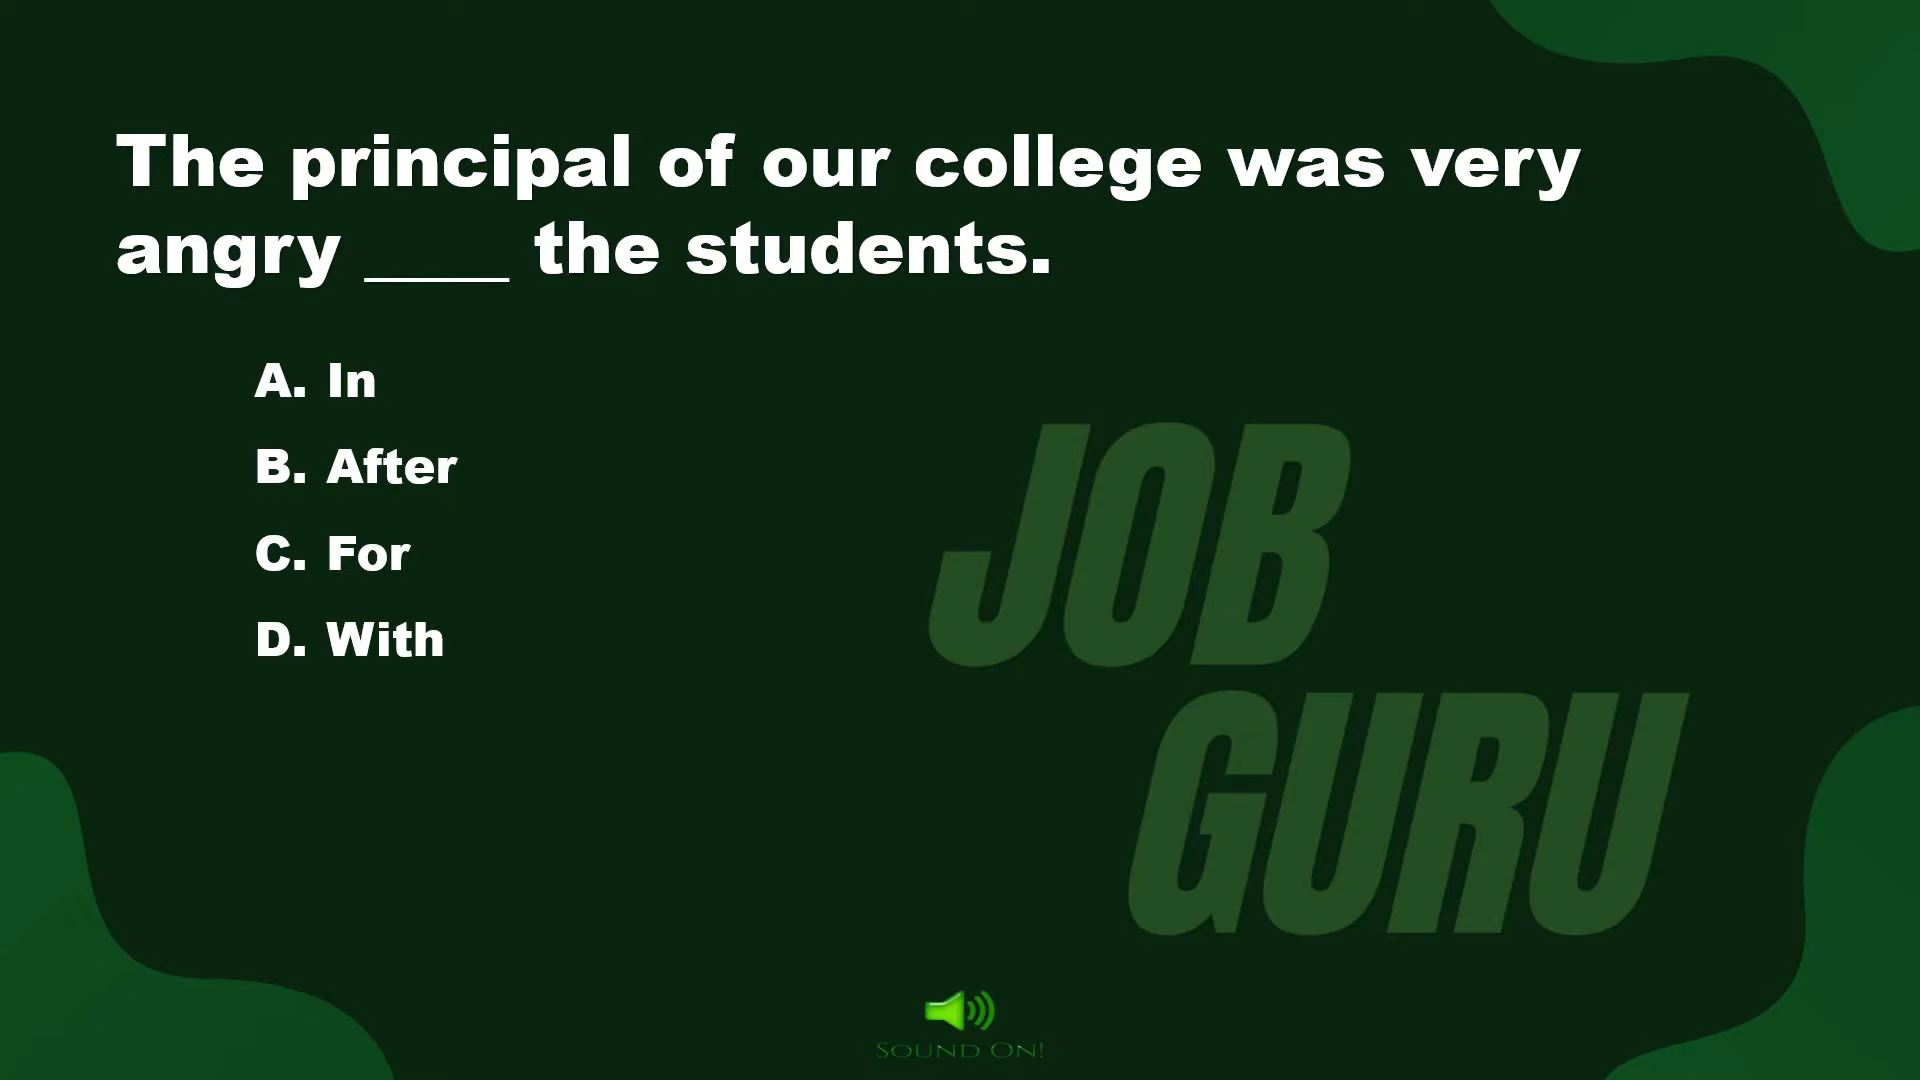 The principal of our college was very
angry ____ the students.
A. In
B. After
C. For
D. With
JOB
GURU
SOUND ON!